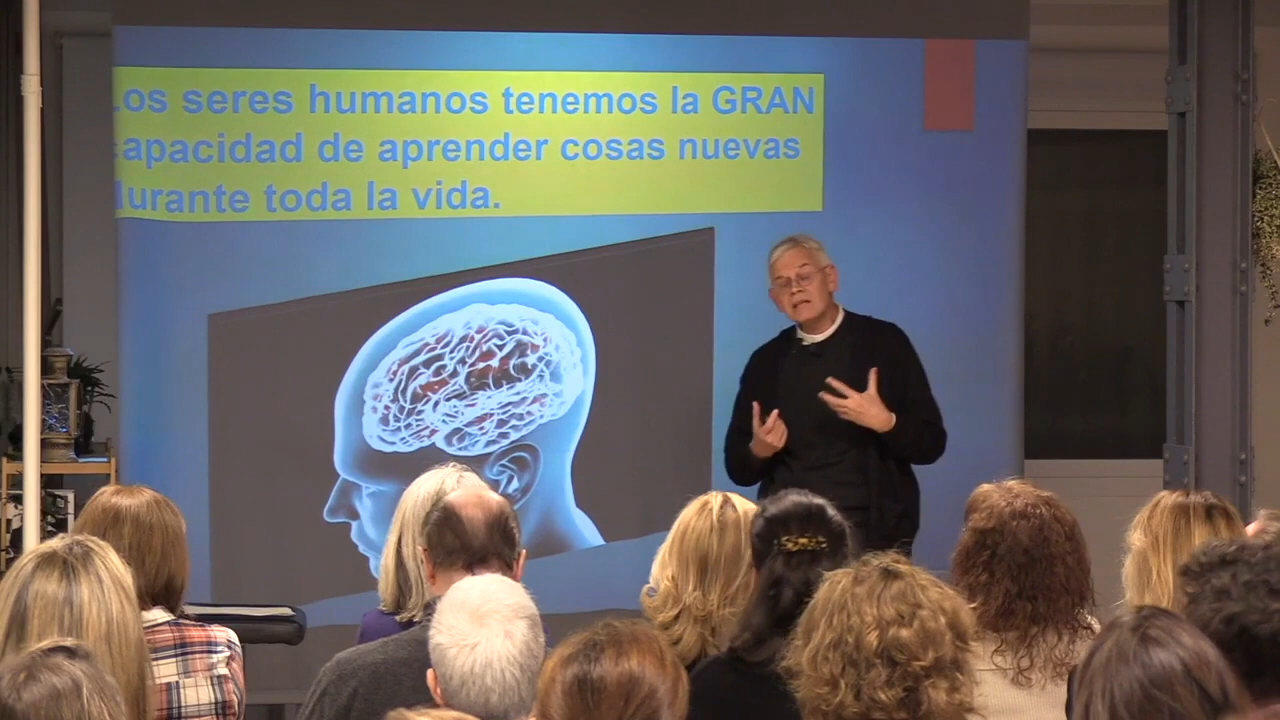 Los seres humanos tenemos la GRAN
capacidad de aprender cosas nuevas
durante toda la vida.